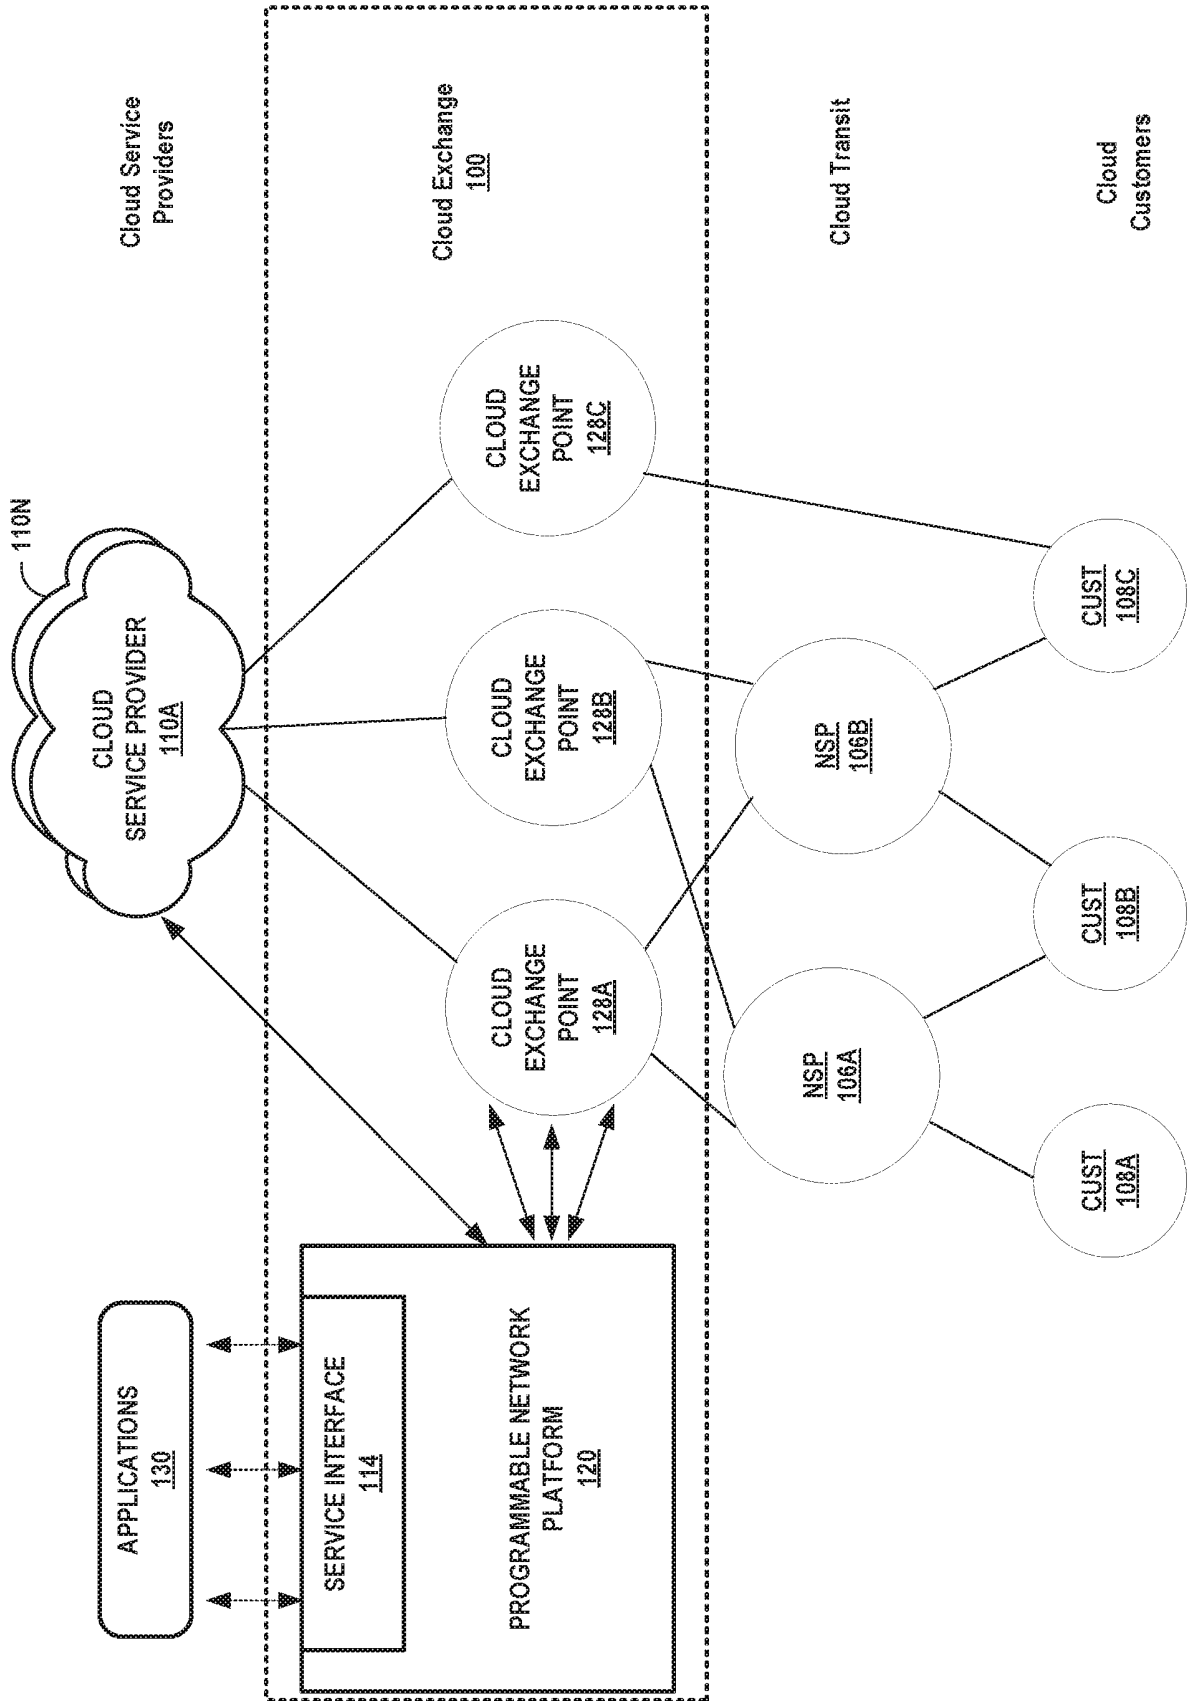 APPLICATIONS
130
SERVICE INTERFACE
114
PROGRAMMABLE NETWORK
PLATFORM
120
110N
CLOUD
SERVICE PROVIDER
110A
Cloud Service
Providers
CLOUD
EXCHANGE
POINT
128A
CLOUD
EXCHANGE
POINT
128B
CLOUD
EXCHANGE
POINT
128C
Cloud Exchange
100
NSP
106A
NSP
106B
Cloud Transit
CUST
108A
CUST
108B
CUST
108C
Cloud
Customers